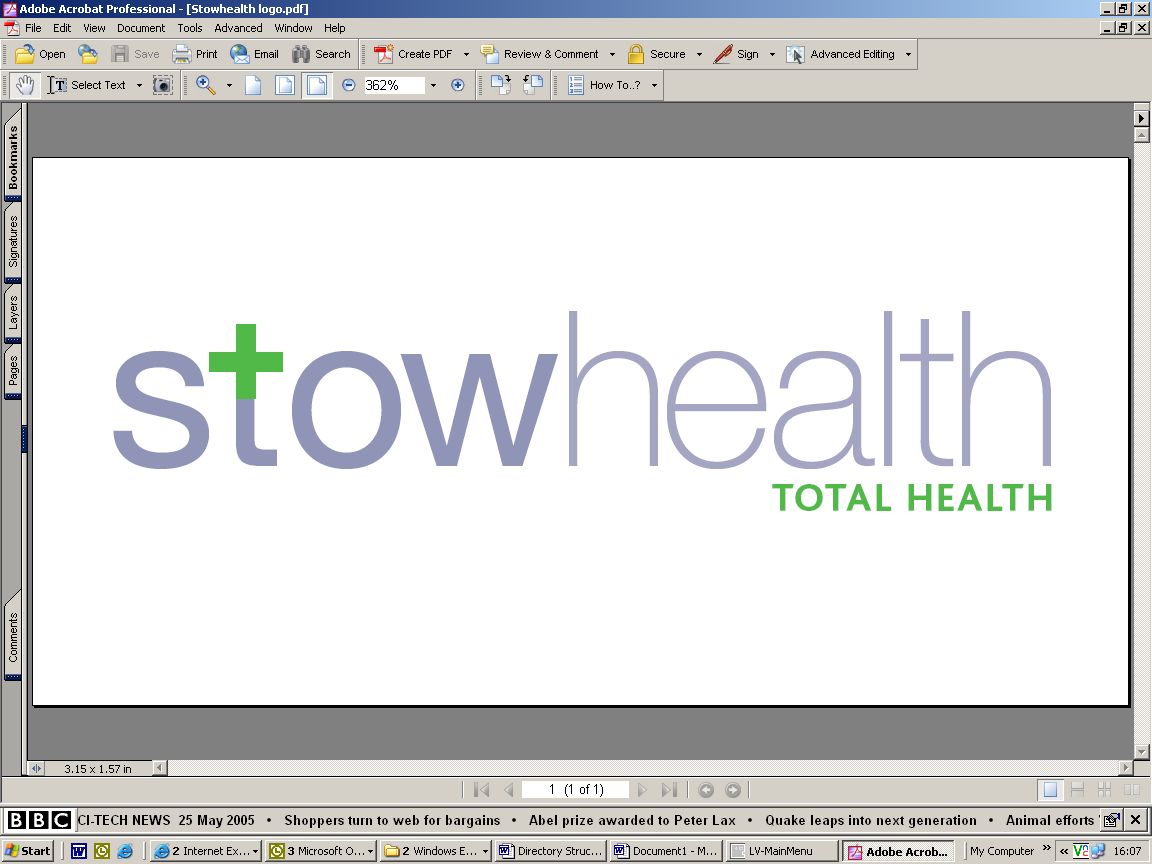 Adobe Acrobat Professional - [Stowhealth logo.pdf]
File Edit View Document Tools Advanced Window Help
Open Save Print Email Search Create PDF Review & Comment Secure Sign Advanced Editing
Select Text 362% How To..?
Bookmarks
Signatures
Layers
Pages
Comments
stowhealth
TOTAL HEALTH
3.15 x 1.57 in
1 (1 of 1)
BBC CI-TECH NEWS 25 May 2005 • Shoppers turn to web for bargains • Abel prize awarded to Peter Lax • Quake leaps into next generation • Animal efforts
Start 2 Internet Ex... 3 Microsoft O... 2 Windows E... Directory Struc... Document1 - M... LV-MainMenu Adobe Acrob... My Computer » « 16:07